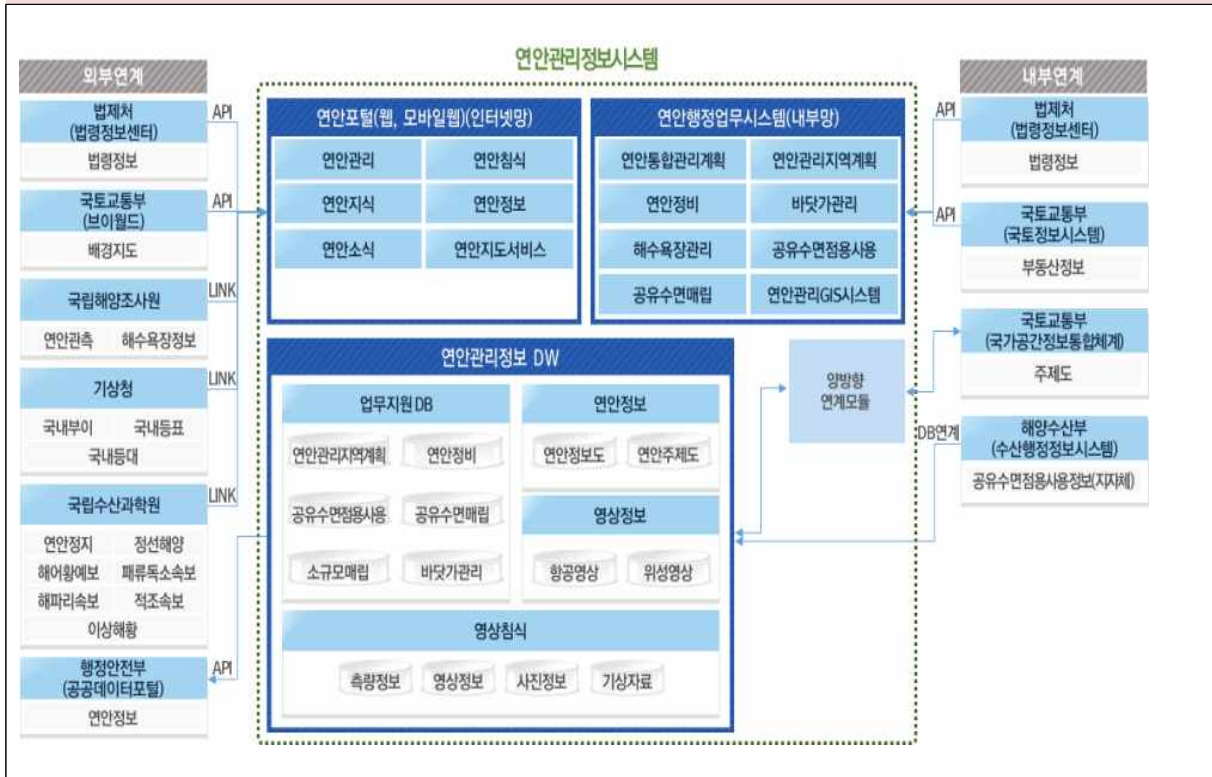 연안관리정보시스템
외부연계
법제처
(법령정보센터)
API
법령정보
국토교통부
(브이월드)
API
배경지도
국립해양조사원
LINK
연안관측 해수욕장정보
기상청
LINK
국내부이 국내등표
국내등대
국립수산과학원
LINK
연안정지 정선해양
해어황예보 패류독소속보
해파리속보 적조속보
이상해황
행정안전부
(공공데이터포털)
API
연안정보
연안포털(웹, 모바일웹)(인터넷망)
연안관리 연안침식
연안지식 연안정보
연안소식 연안지도서비스
연안행정업무시스템(내부망)
연안통합관리계획 연안관리지역계획
연안정비 바닷가관리
해수욕장관리 공유수면점용사용
공유수면매립 연안관리GIS시스템
연안관리정보 DW
업무지원 DB
연안관리지역계획 연안정비
공유수면점용사용 공유수면매립
소규모매립 바닷가관리
연안정보
연안정보도 연안주제도
영상정보
항공영상 위성영상
영상침식
측량정보 영상정보 사진정보 기상자료
양방향
연계모듈
내부연계
API
법제처
(법령정보센터)
법령정보
API
국토교통부
(국토정보시스템)
부동산정보
국토교통부
(국가공간정보통합체계)
주제도
DB연계
해양수산부
(수산행정정보시스템)
공유수면점용사용정보(지자체)